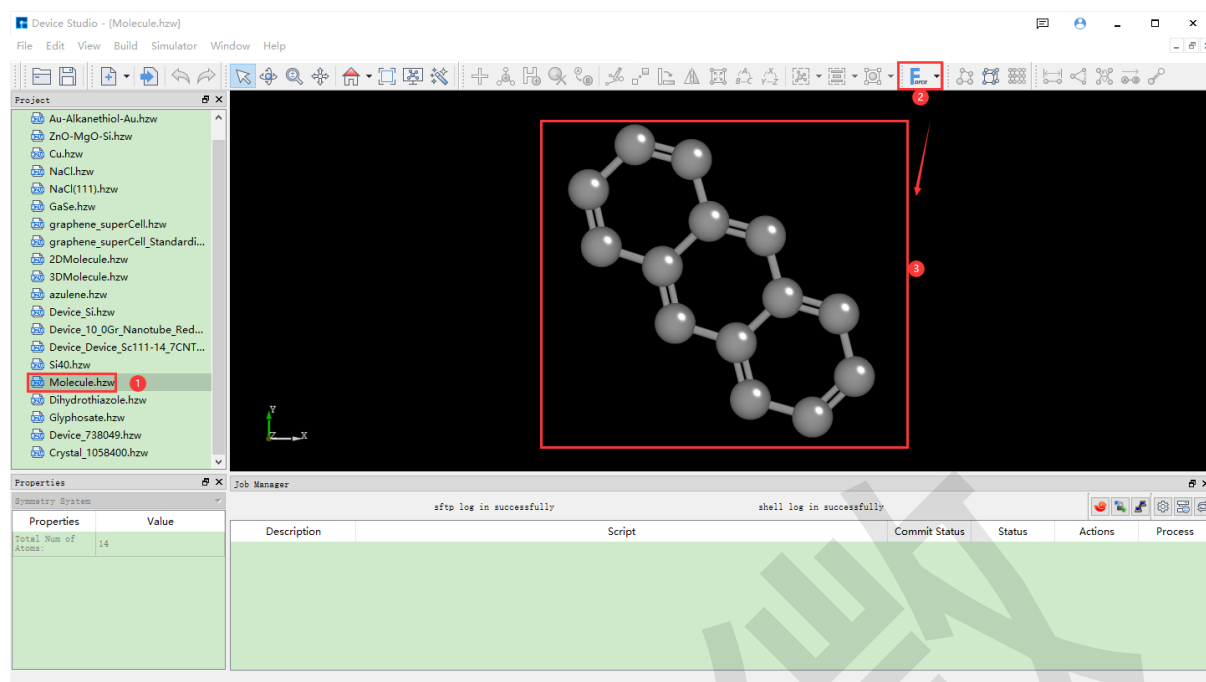 Device Studio - [Molecule.hzw]
File Edit View Build Simulator Window Help
Force
2
Project
Au-Alkanethiol-Au.hzw
ZnO-MgO-Si.hzw
Cu.hzw
NaCl.hzw
NaCl(111).hzw
GaSe.hzw
graphene_superCell.hzw
graphene_superCell_Standardi...
2DMolecule.hzw
3DMolecule.hzw
azulene.hzw
Device_Si.hzw
Device_10_0Gr_Nanotube_Red...
Device_Device_Sc111-14_7CNT...
Si40.hzw
Molecule.hzw 1
Dihydrothiazole.hzw
Glyphosate.hzw
Device_738049.hzw
Crystal_1058400.hzw
3
Y
Z X
Properties
Symmetry System
Properties Value
Total Num of Atoms: 14
Job Manager
sftp log in successfully shell log in successfully
Description Script Commit Status Status Actions Process